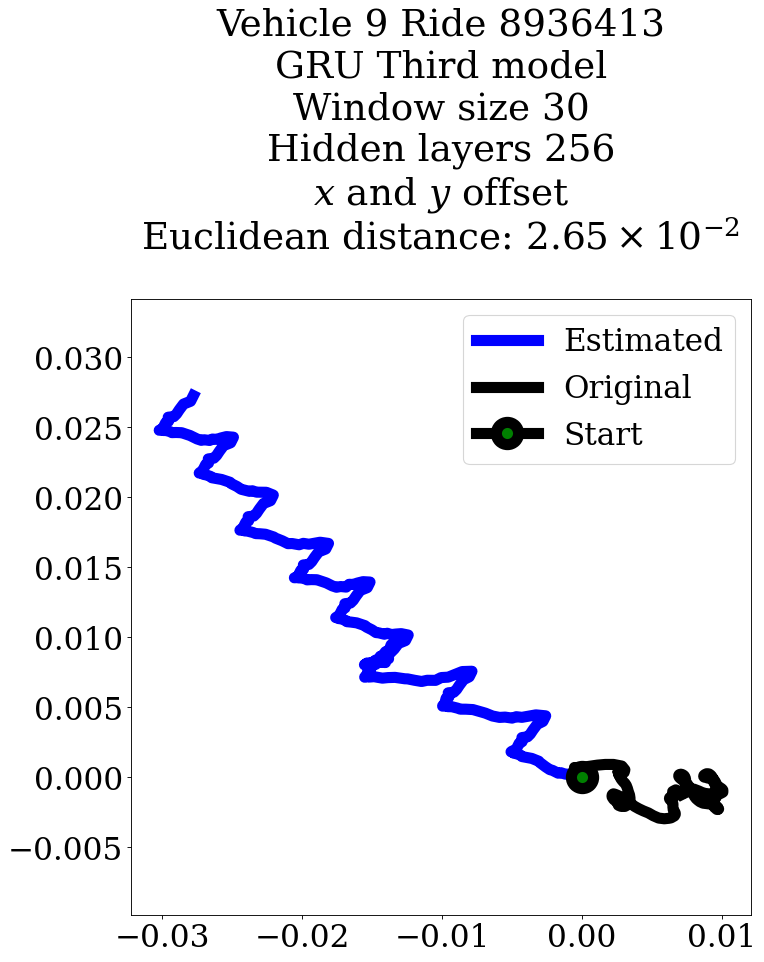 Vehicle 9 Ride 8936413
GRU Third model
Window size 30
Hidden layers 256
x and y offset
Euclidean distance: 2.65 × 10⁻²
Estimated
Original
Start
0.030
0.025
0.020
0.015
0.010
0.005
0.000
−0.005
−0.03 −0.02 −0.01 0.00 0.01